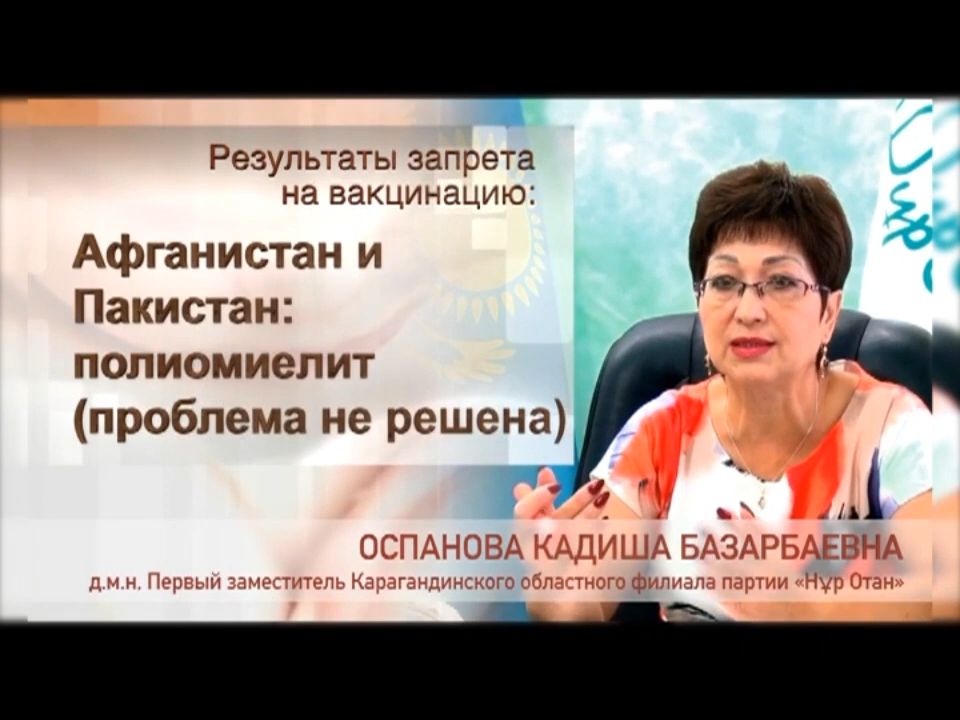 Результаты запрета
на вакцинацию:
Афганистан и
Пакистан:
полиомиелит
(проблема не решена)
ОСПАНОВА КАДИША БАЗАРБАЕВНА
д.м.н. Первый заместитель Карагандинского областного филиала партии «Нұр Отан»